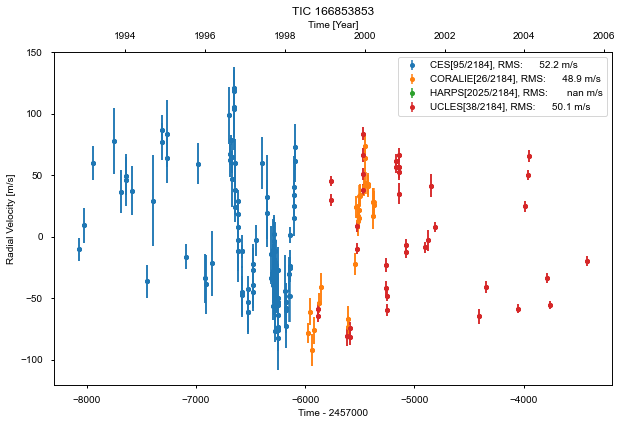 TIC 166853853
Time [Year]
1994 1996 1998 2000 2002 2004 2006
150
100
50
0
−50
−100
Radial Velocity [m/s]
CES[95/2184], RMS: 52.2 m/s
CORALIE[26/2184], RMS: 48.9 m/s
HARPS[2025/2184], RMS: nan m/s
UCLES[38/2184], RMS: 50.1 m/s
−8000 −7000 −6000 −5000 −4000
Time - 2457000